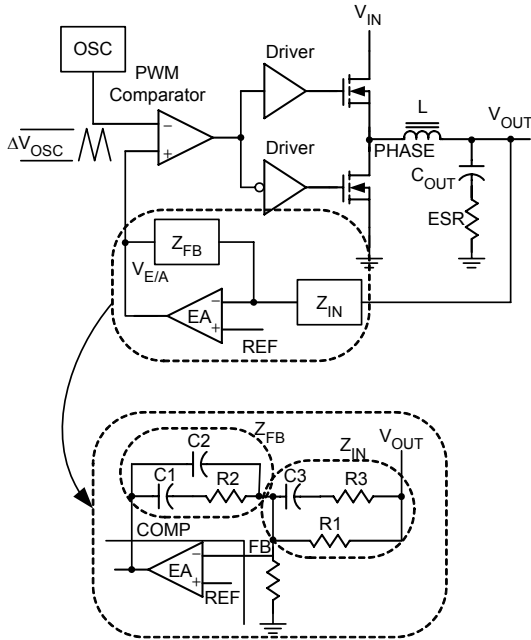 V_IN
OSC
Driver
PWM
Comparator
L
V_OUT
−
+
ΔV_OSC
Driver
PHASE
C_OUT
ESR
Z_FB
V_E/A
EA
−
+
Z_IN
REF
Z_FB
C2
Z_IN
V_OUT
C1
R2
C3
R3
R1
COMP
FB
EA
−
+
REF